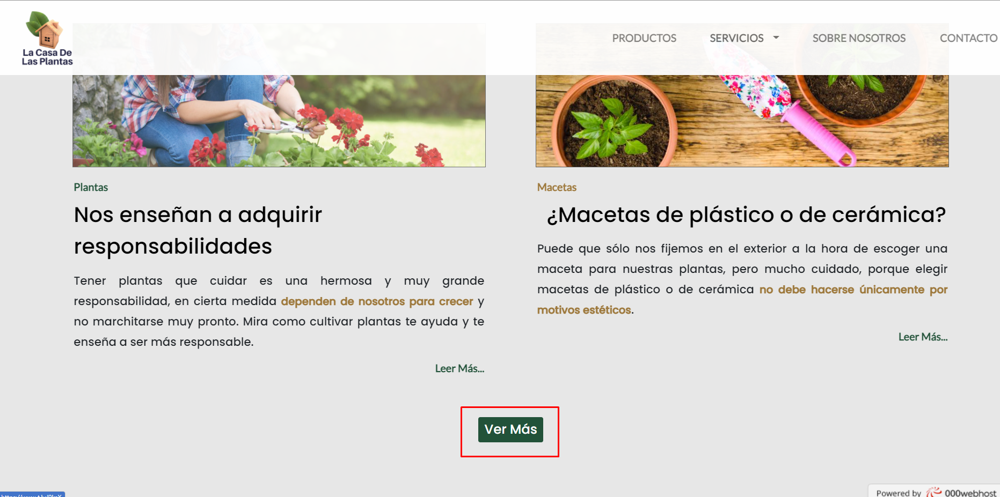 La Casa De
Las Plantas
PRODUCTOS
SERVICIOS
SOBRE NOSOTROS
CONTACTO
Plantas
Nos enseñan a adquirir
responsabilidades
Tener plantas que cuidar es una hermosa y muy grande
responsabilidad, en cierta medida dependen de nosotros para crecer y
no marchitarse muy pronto. Mira como cultivar plantas te ayuda y te
enseña a ser más responsable.
Leer Más...
Macetas
¿Macetas de plástico o de cerámica?
Puede que sólo nos fijemos en el exterior a la hora de escoger una
maceta para nuestras plantas, pero mucho cuidado, porque elegir
macetas de plástico o de cerámica no debe hacerse únicamente por
motivos estéticos.
Leer Más...
Ver Más
Powered by 000webhost